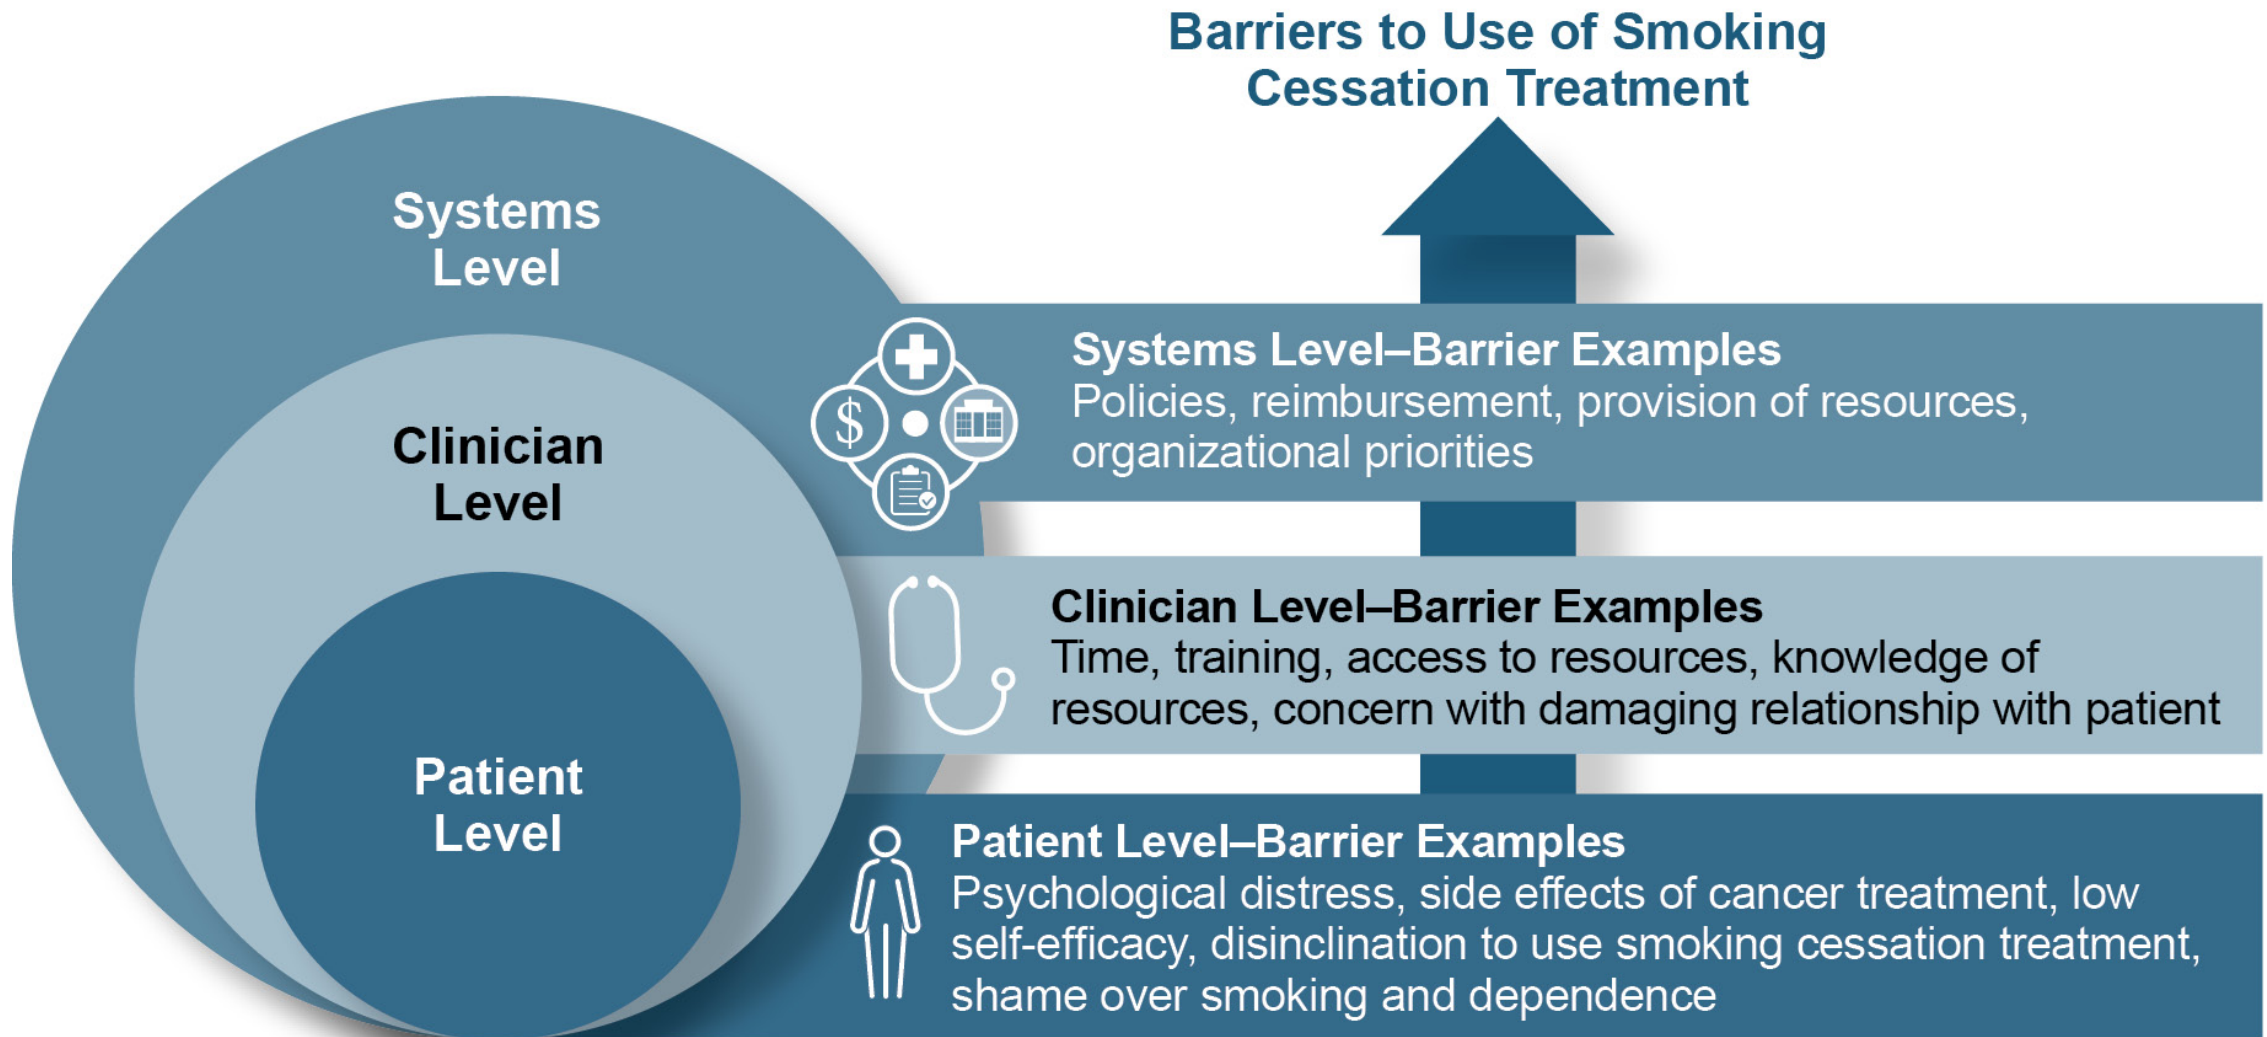 Barriers to Use of Smoking
Cessation Treatment
Systems
Level
Clinician
Level
Patient
Level
$
Systems Level–Barrier Examples
Policies, reimbursement, provision of resources,
organizational priorities
Clinician Level–Barrier Examples
Time, training, access to resources, knowledge of
resources, concern with damaging relationship with patient
Patient Level–Barrier Examples
Psychological distress, side effects of cancer treatment, low
self-efficacy, disinclination to use smoking cessation treatment,
shame over smoking and dependence